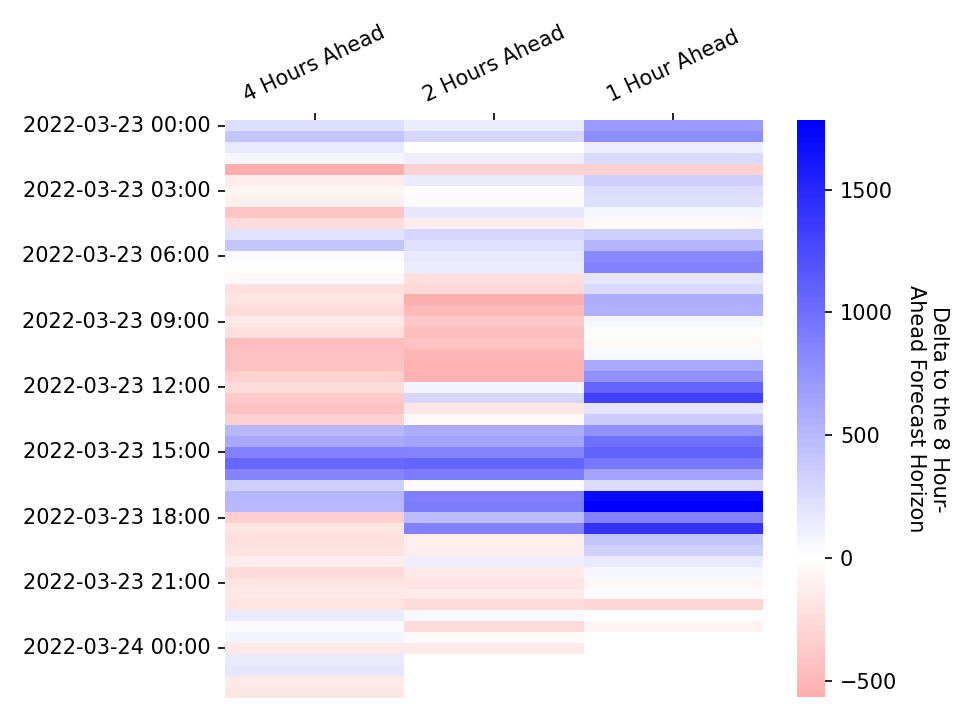 4 Hours Ahead
2 Hours Ahead
1 Hour Ahead
2022-03-23 00:00
2022-03-23 03:00
2022-03-23 06:00
2022-03-23 09:00
2022-03-23 12:00
2022-03-23 15:00
2022-03-23 18:00
2022-03-23 21:00
2022-03-24 00:00
1500
1000
500
0
−500
Delta to the 8 Hour-
Ahead Forecast Horizon